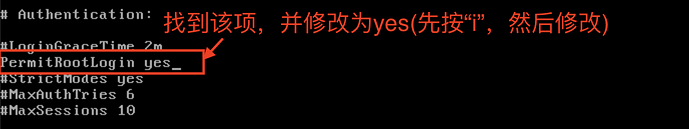 # Authentication:
找到该项，并修改为yes(先按“i”，然后修改)
#LoginGraceTime 2m
PermitRootLogin yes_
#StrictModes yes
#MaxAuthTries 6
#MaxSessions 10